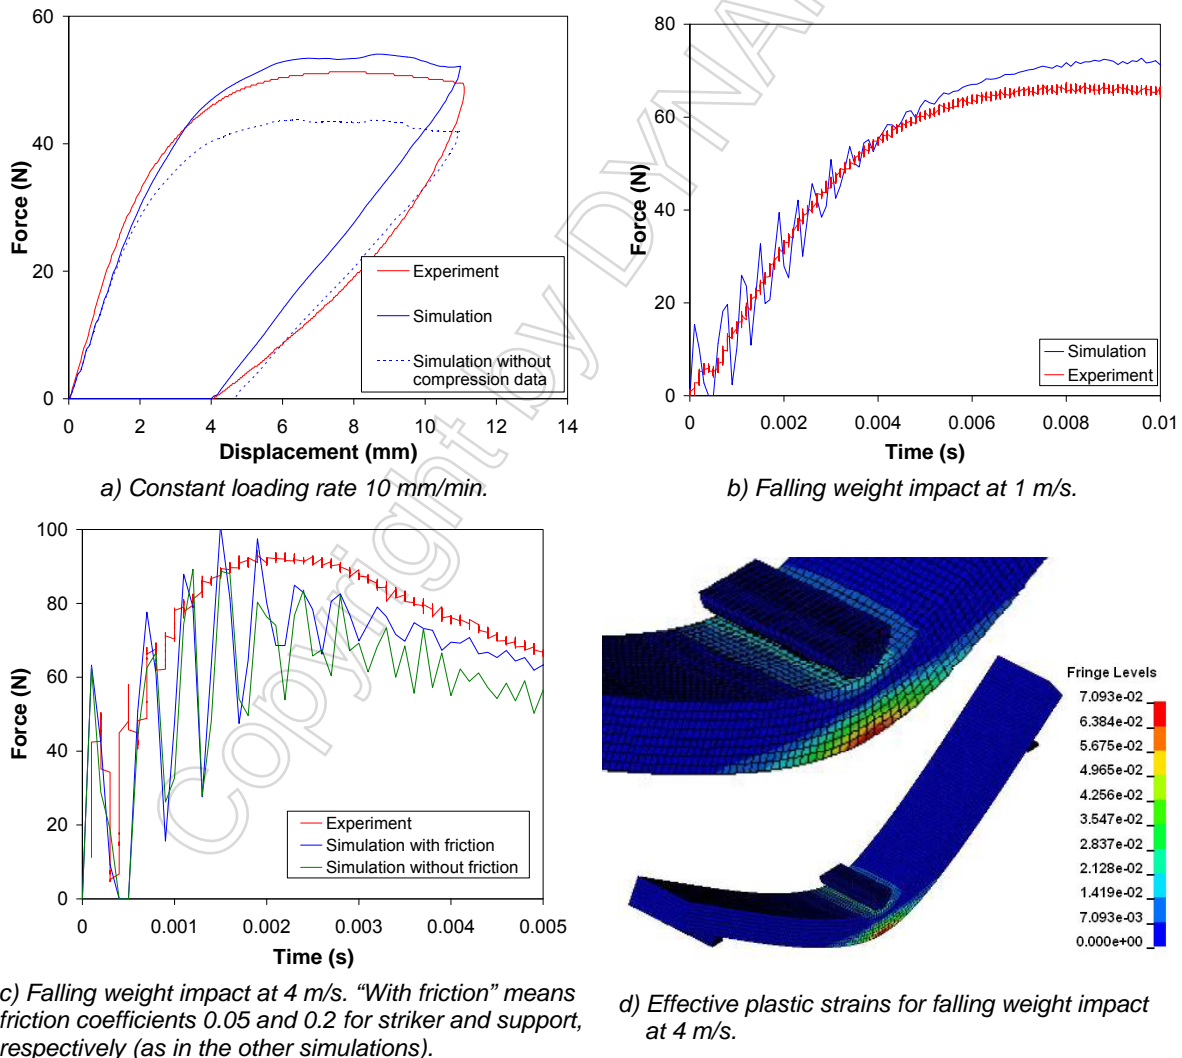 60
40
20
0
0 2 4 6 8 10 12 14
Force (N)
Displacement (mm)
Experiment
Simulation
Simulation without
compression data
a) Constant loading rate 10 mm/min.
80
60
40
20
0
0 0.002 0.004 0.006 0.008 0.01
Force (N)
Time (s)
Simulation
Experiment
b) Falling weight impact at 1 m/s.
100
80
60
40
20
0
0 0.001 0.002 0.003 0.004 0.005
Force (N)
Time (s)
Experiment
Simulation with friction
Simulation without friction
c) Falling weight impact at 4 m/s. “With friction” means
friction coefficients 0.05 and 0.2 for striker and support,
respectively (as in the other simulations).
Fringe Levels
7.093e-02
6.384e-02
5.675e-02
4.965e-02
4.256e-02
3.547e-02
2.837e-02
2.128e-02
1.419e-02
7.093e-03
0.000e+00
d) Effective plastic strains for falling weight impact
at 4 m/s.
Copyright by DYNA